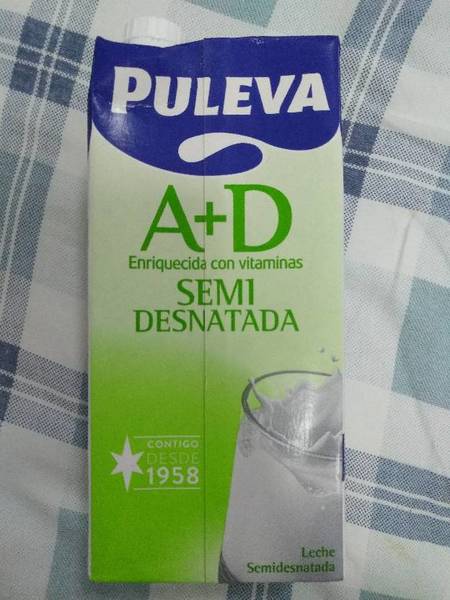 PULEVA
A+D
Enriquecida con vitaminas
SEMI
DESNATADA
CONTIGO
DESDE
1958
Leche
Semidesnatada